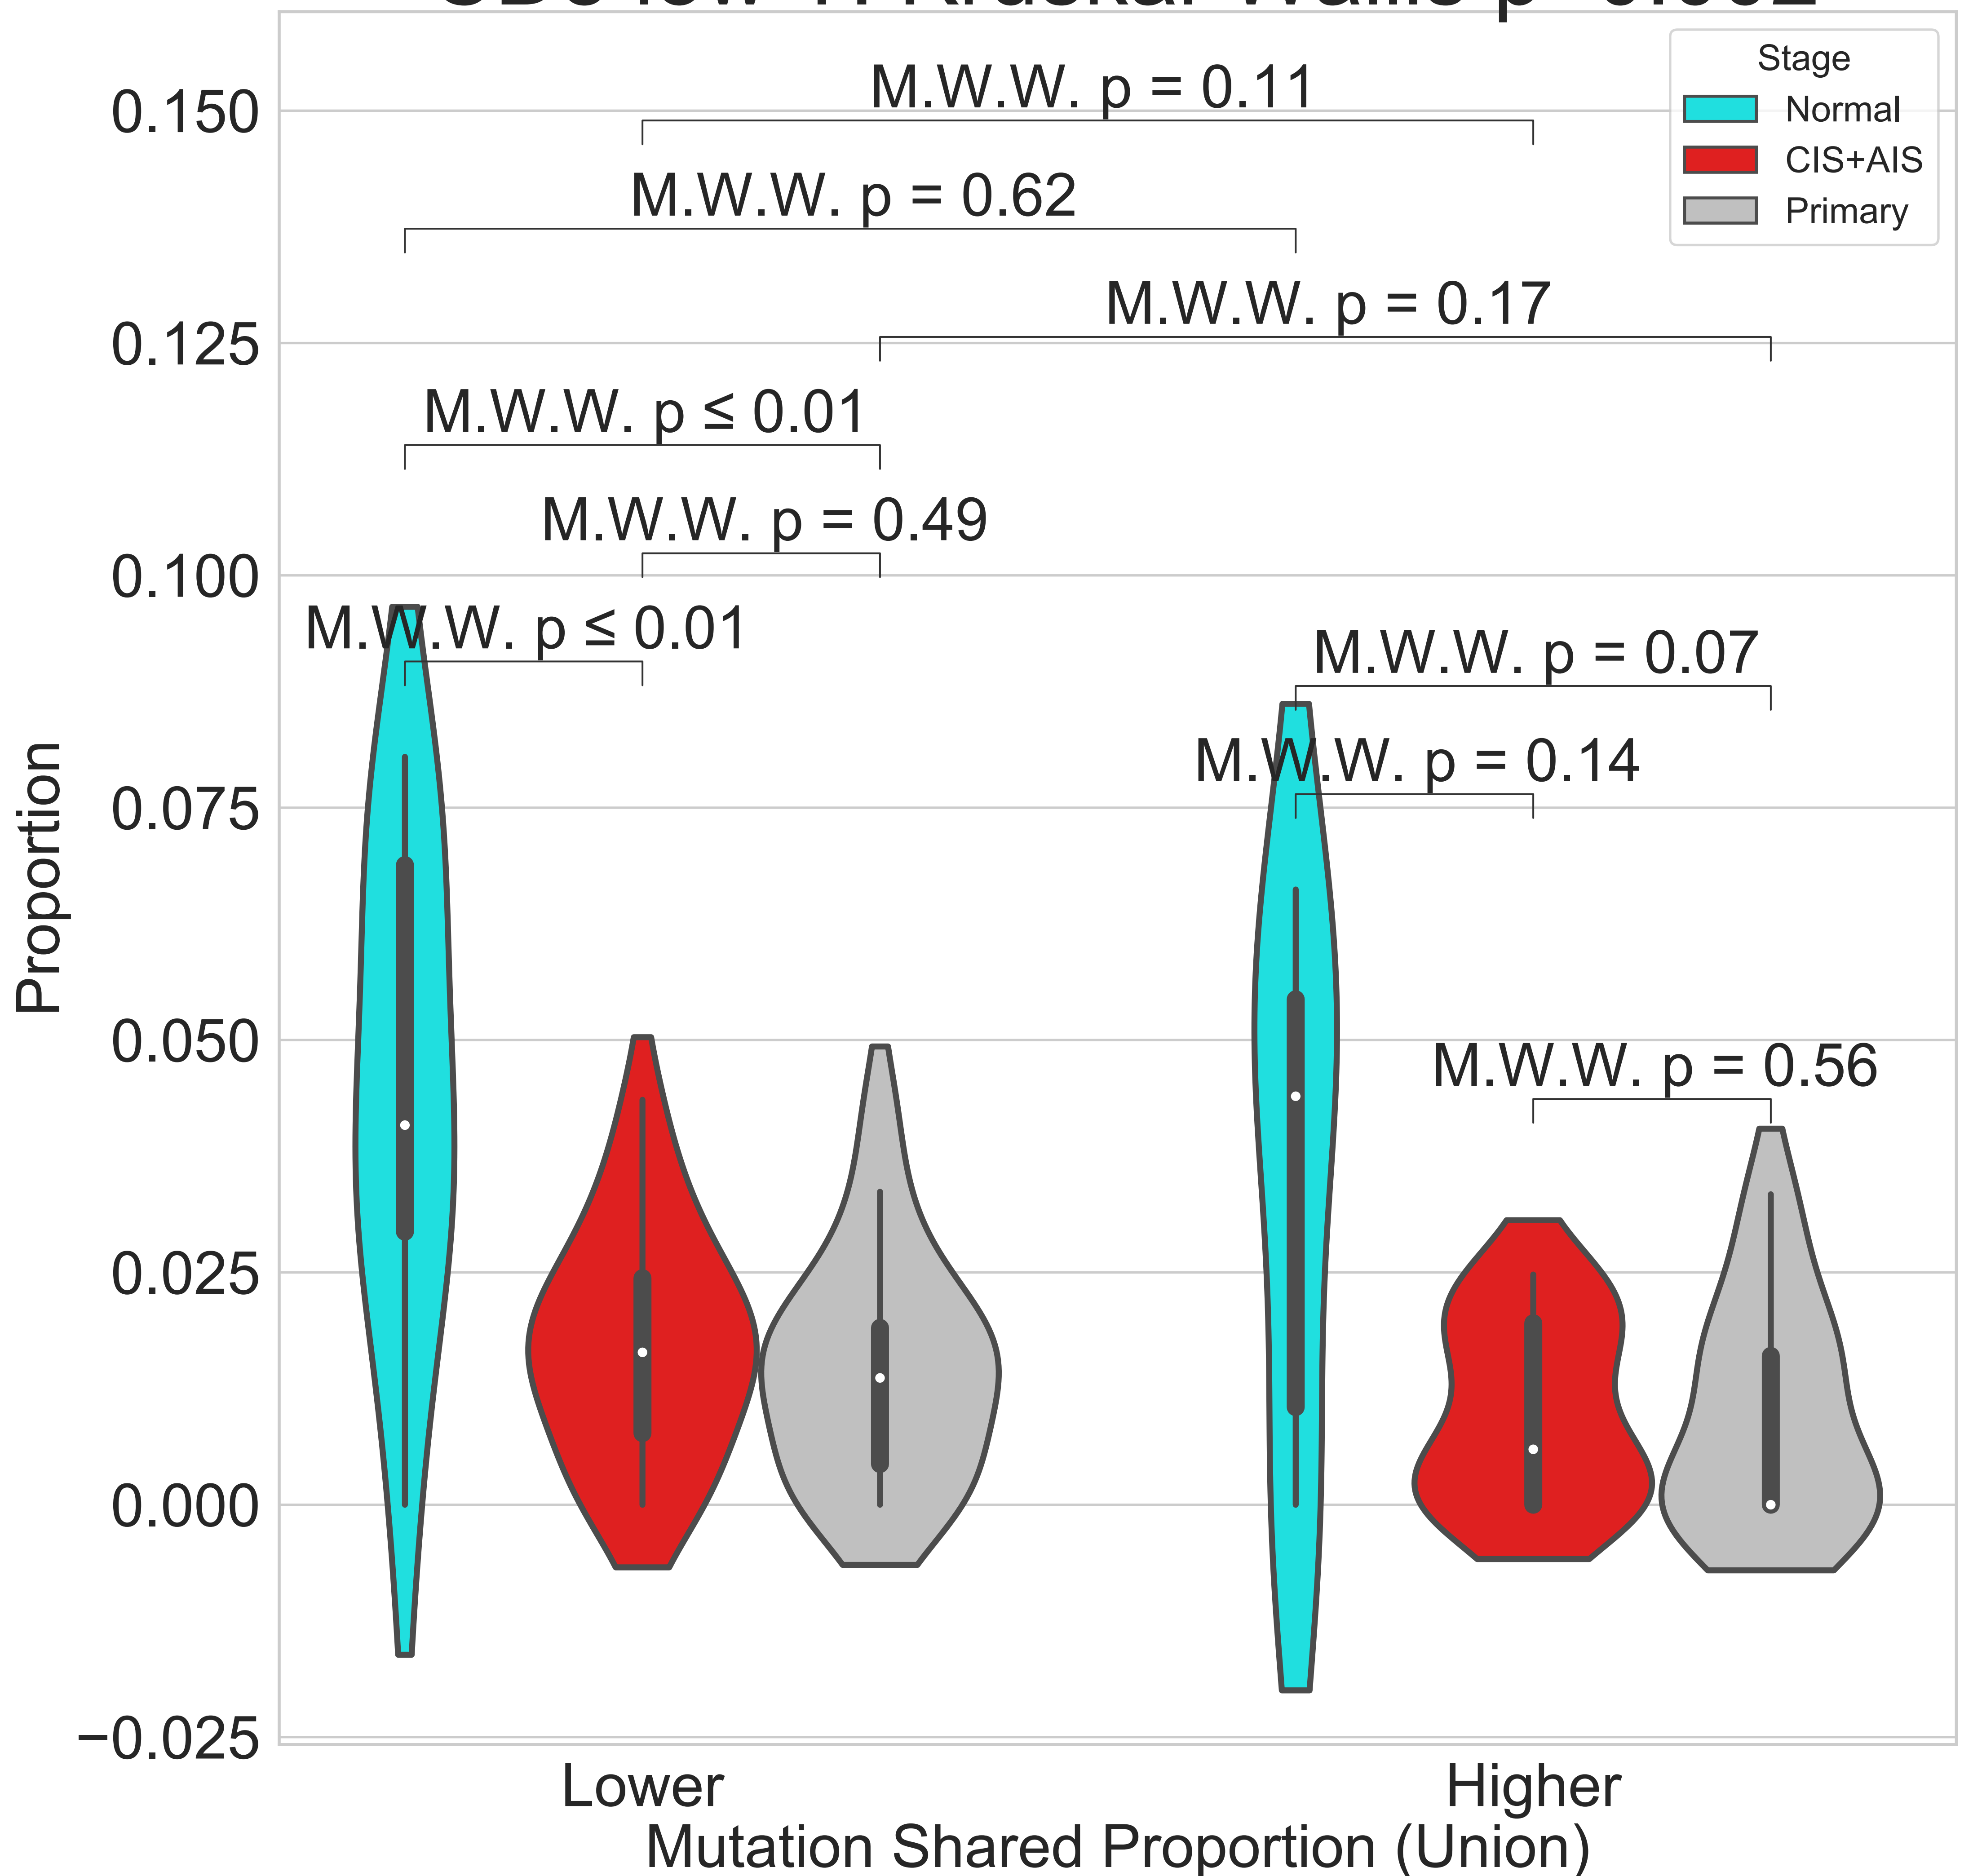 Stage
Normal
CIS+AIS
Primary
M.W.W. p = 0.11
M.W.W. p = 0.62
M.W.W. p = 0.17
M.W.W. p ≤ 0.01
M.W.W. p = 0.49
M.W.W. p ≤ 0.01
M.W.W. p = 0.07
M.W.W. p = 0.14
M.W.W. p = 0.56
0.150
0.125
0.100
0.075
0.050
0.025
0.000
−0.025
Proportion
Lower
Higher
Mutation Shared Proportion (Union)